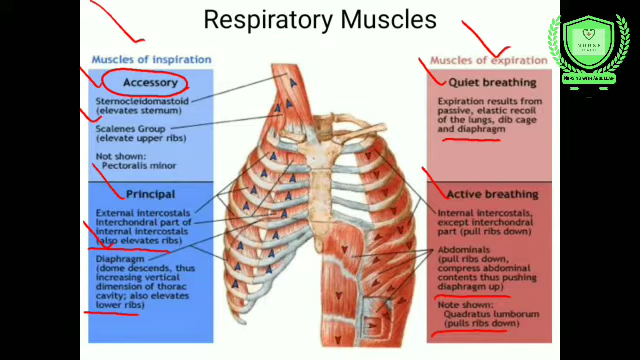 Respiratory Muscles
Muscles of inspiration
Accessory
Sternocleidomastoid
(elevates sternum)
Scalenes Group
(elevate upper ribs)
Not shown:
Pectoralis minor
Principal
External intercostals
Interchondral part of
internal intercostals
(also elevates ribs)
Diaphragm
(dome descends, thus
increasing vertical
dimension of thorac
cavity; also elevates
lower ribs)
Muscles of expiration
Quiet breathing
Expiration results from
passive, elastic recoil
of the lungs, dib cage
and diaphragm
Active breathing
Internal intercostals,
except interchondral
part (pull ribs down)
Abdominals
(pull ribs down,
compress abdominal
contents thus pushing
diaphragm up)
Note shown:
Quadratus lumborum
(pulls ribs down)
NURSE